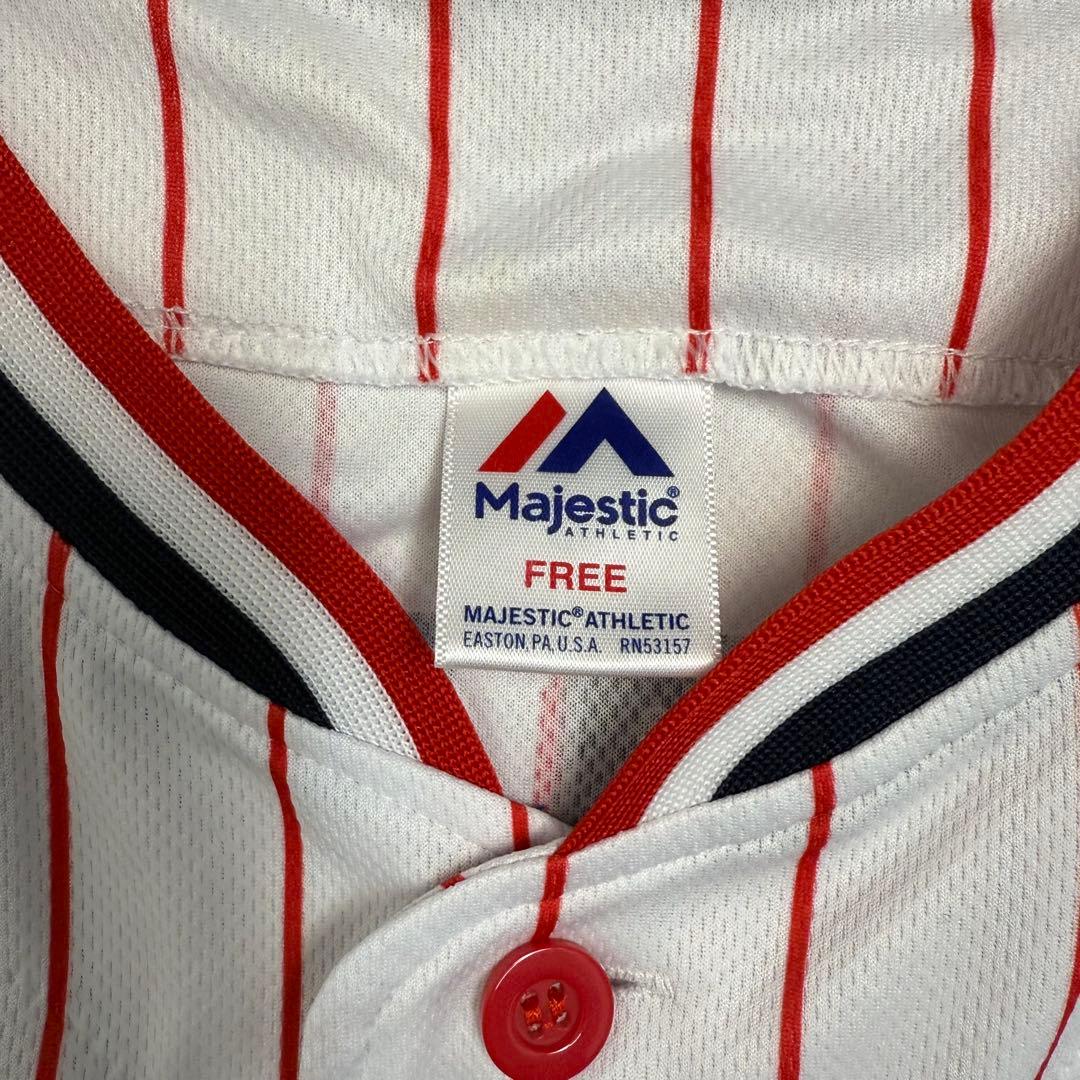 Majestic®
ATHLETIC
FREE
MAJESTIC® ATHLETIC
EASTON, PA, U.S.A. RN53157